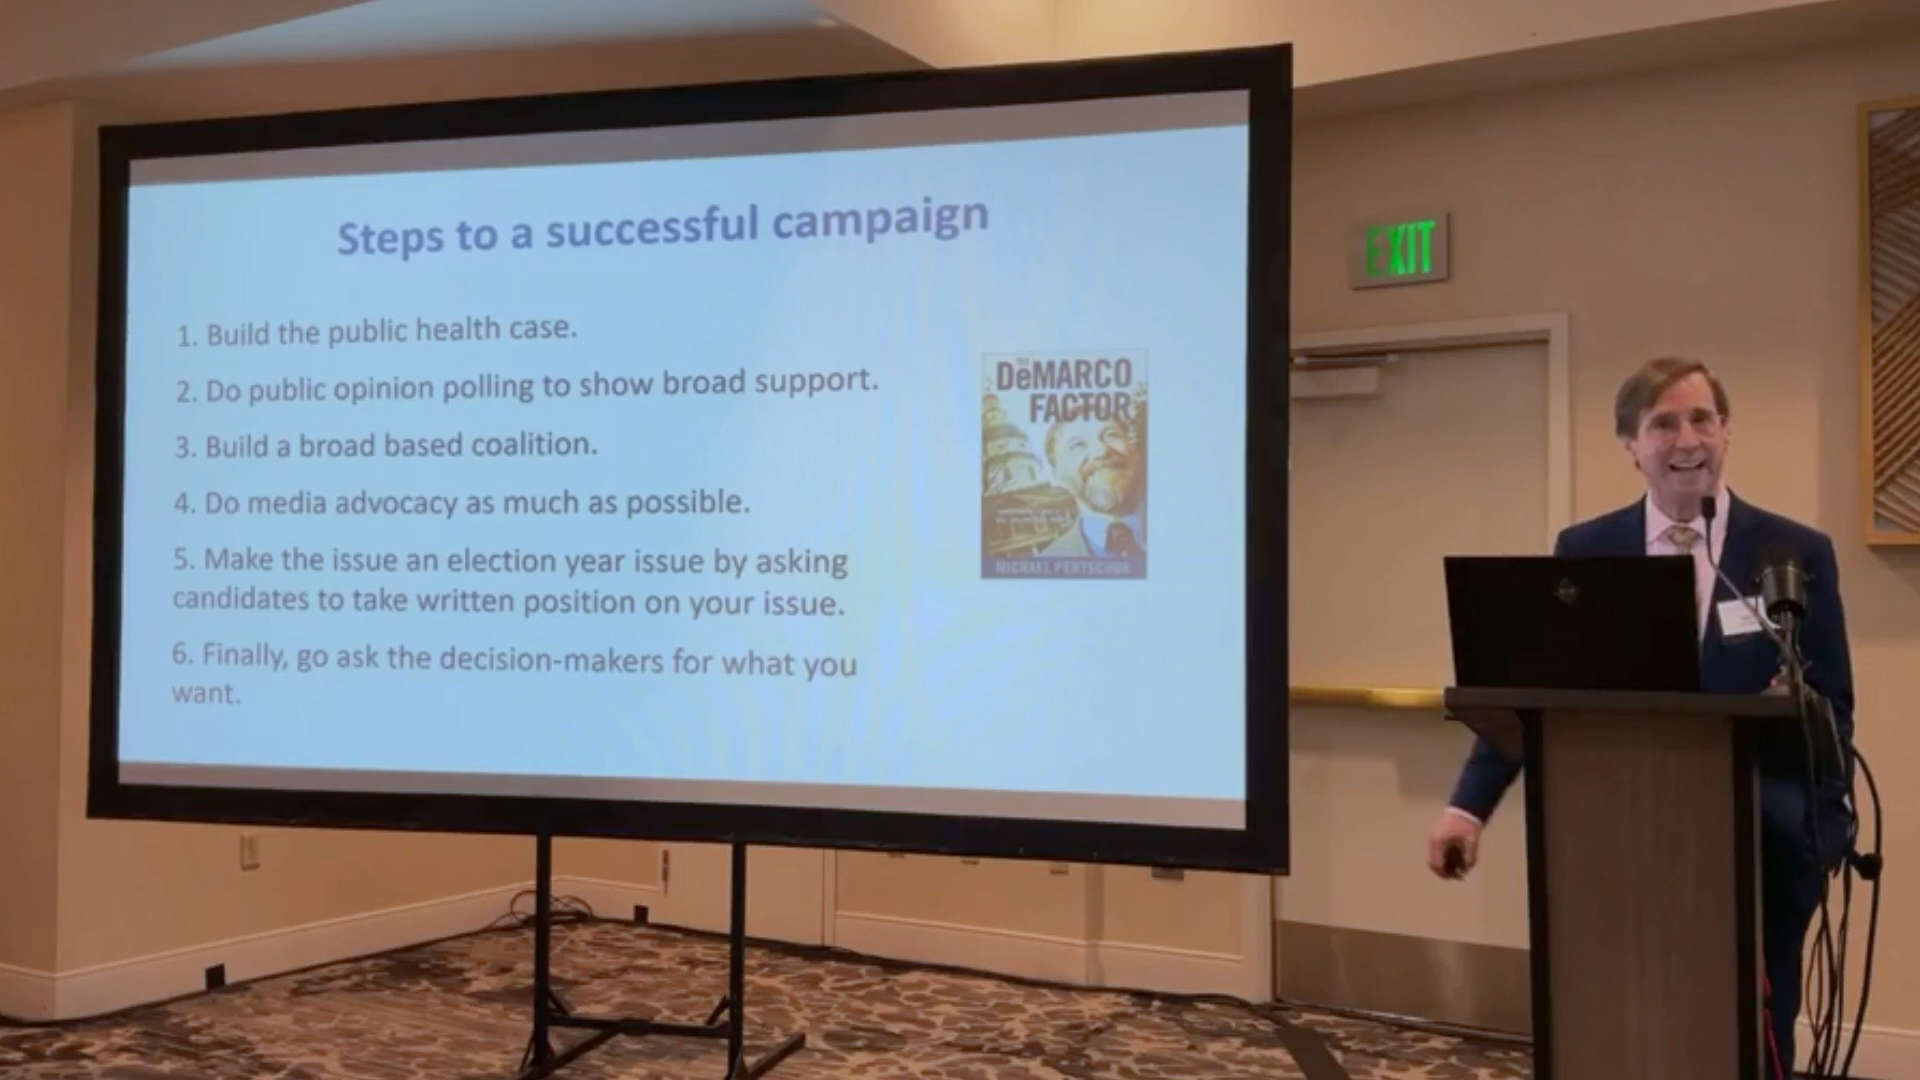 Steps to a successful campaign
1. Build the public health case.
2. Do public opinion polling to show broad support.
3. Build a broad based coalition.
4. Do media advocacy as much as possible.
5. Make the issue an election year issue by asking
candidates to take written position on your issue.
6. Finally, go ask the decision-makers for what you
want.
THE
DeMARCO
FACTOR
MICHAEL PERTSCHUK
EXIT